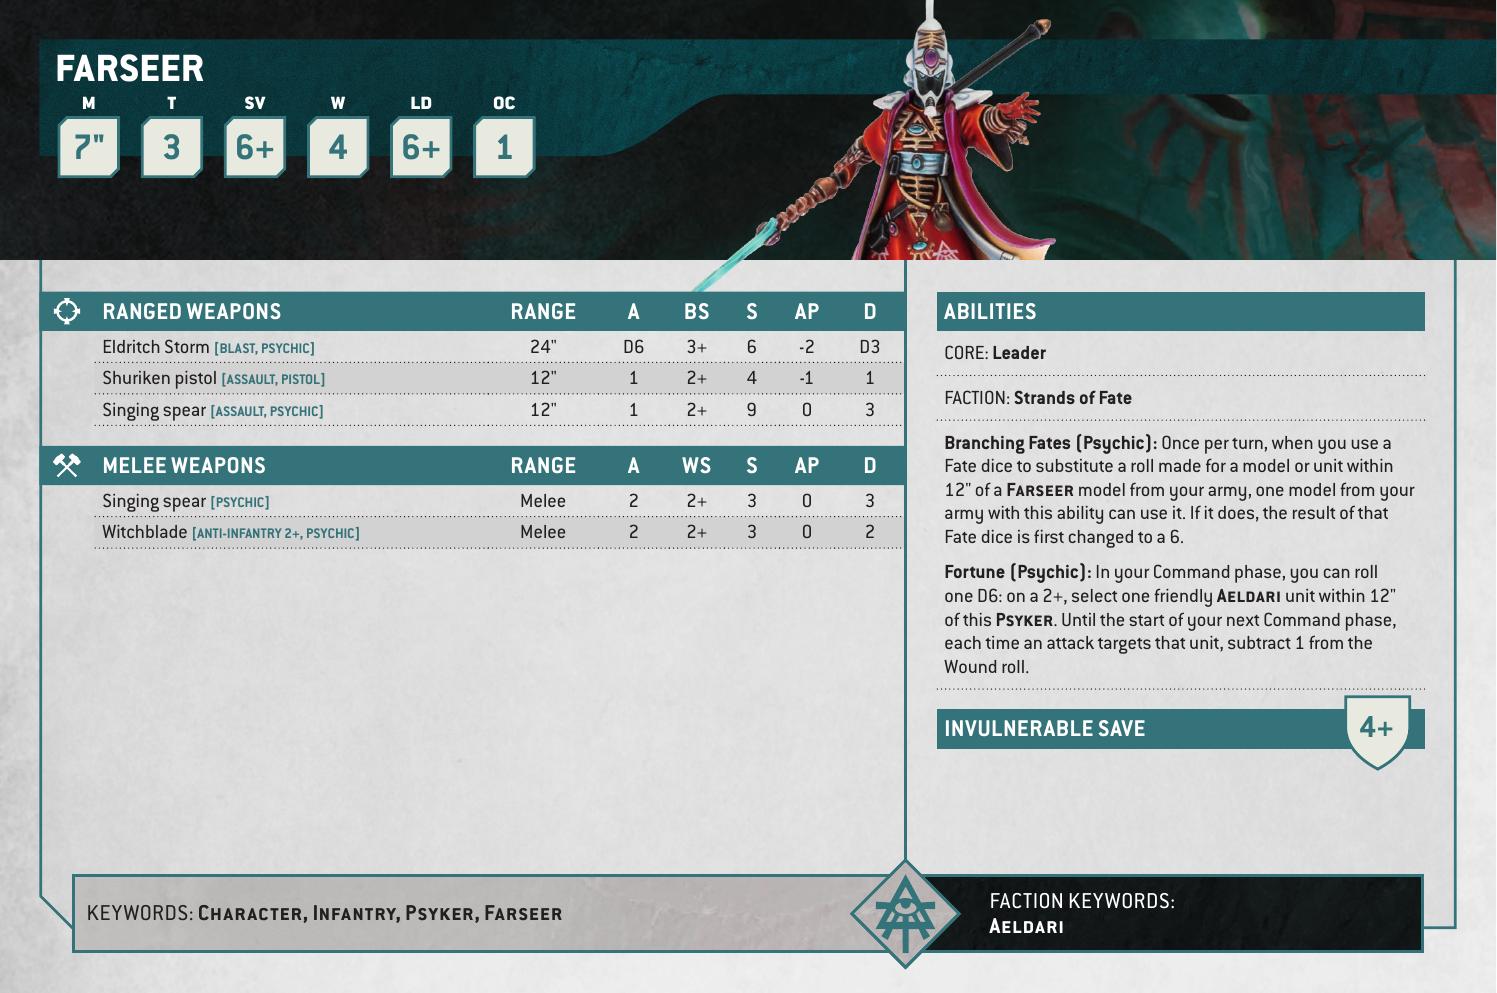 FARSEER
M T SV W LD OC
7" 3 6+ 4 6+ 1
RANGED WEAPONS RANGE A BS S AP D
Eldritch Storm [BLAST, PSYCHIC] 24" D6 3+ 6 -2 D3
Shuriken pistol [ASSAULT, PISTOL] 12" 1 2+ 4 -1 1
Singing spear [ASSAULT, PSYCHIC] 12" 1 2+ 9 0 3
MELEE WEAPONS RANGE A WS S AP D
Singing spear [PSYCHIC] Melee 2 2+ 3 0 3
Witchblade [ANTI-INFANTRY 2+, PSYCHIC] Melee 2 2+ 3 0 2
ABILITIES
CORE: Leader
FACTION: Strands of Fate
Branching Fates (Psychic): Once per turn, when you use a
Fate dice to substitute a roll made for a model or unit within
12" of a FARSEER model from your army, one model from your
army with this ability can use it. If it does, the result of that
Fate dice is first changed to a 6.
Fortune (Psychic): In your Command phase, you can roll
one D6: on a 2+, select one friendly AELDARI unit within 12"
of this PSYKER. Until the start of your next Command phase,
each time an attack targets that unit, subtract 1 from the
Wound roll.
INVULNERABLE SAVE 4+
KEYWORDS: CHARACTER, INFANTRY, PSYKER, FARSEER
FACTION KEYWORDS:
AELDARI